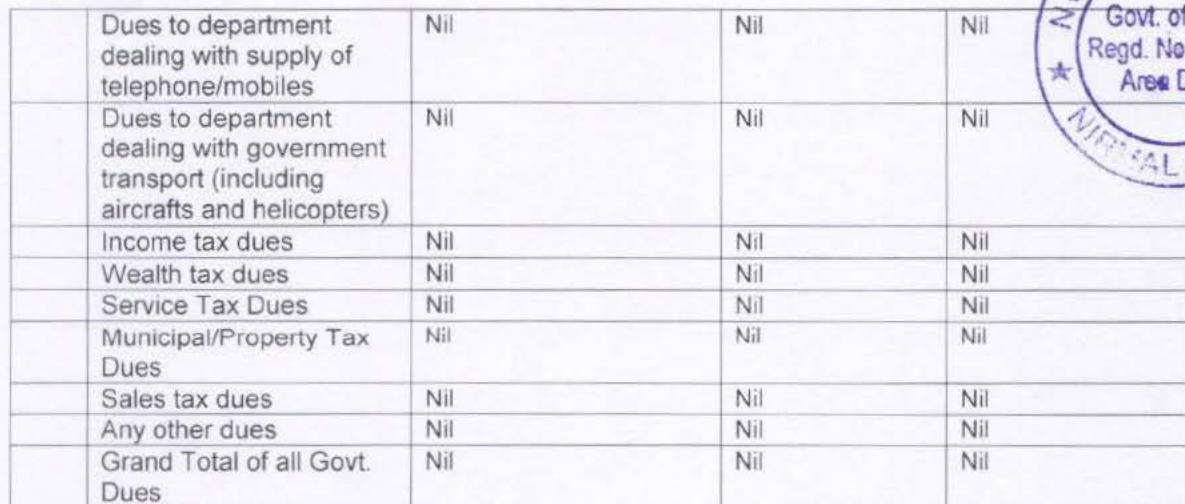 Dues to department Nil Nil Nil
dealing with supply of
telephone/mobiles
Dues to department Nil Nil Nil
dealing with government
transport (including
aircrafts and helicopters)
Income tax dues Nil Nil Nil
Wealth tax dues Nil Nil Nil
Service Tax Dues Nil Nil Nil
Municipal/Property Tax Nil Nil Nil
Dues
Sales tax dues Nil Nil Nil
Any other dues Nil Nil Nil
Grand Total of all Govt. Nil Nil Nil
Dues
Govt. of
Regd. No
Area D